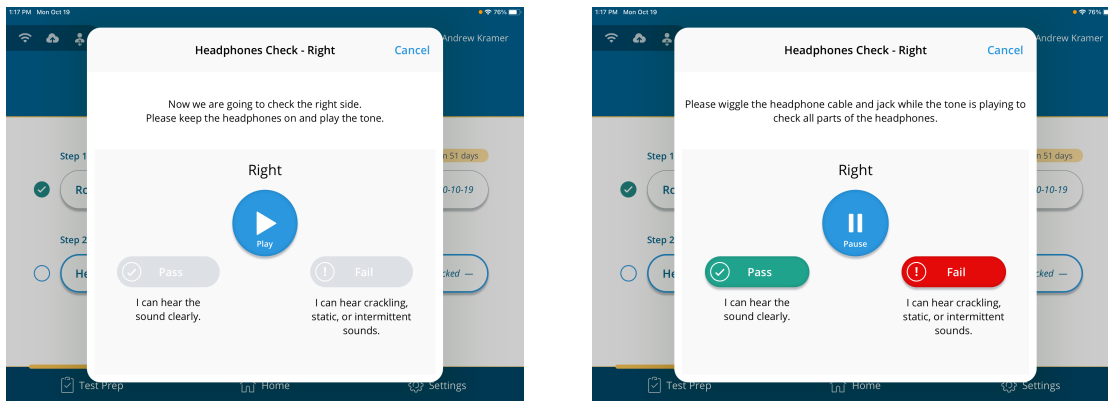 1:17 PM Mon Oct 19
76%
Andrew Kramer
Headphones Check - Right
Cancel
Now we are going to check the right side.
Please keep the headphones on and play the tone.
Step 1
n 51 days
Right
Ro
0-10-19
Play
Step 2
He
cked —
Pass
Fail
I can hear the
sound clearly.
I can hear crackling,
static, or intermittent
sounds.
Test Prep
Home
Settings
1:17 PM Mon Oct 19
76%
Andrew Kramer
Headphones Check - Right
Cancel
Please wiggle the headphone cable and jack while the tone is playing to
check all parts of the headphones.
Step 1
n 51 days
Right
Ro
0-10-19
Pause
Step 2
He
cked —
Pass
Fail
I can hear the
sound clearly.
I can hear crackling,
static, or intermittent
sounds.
Test Prep
Home
Settings